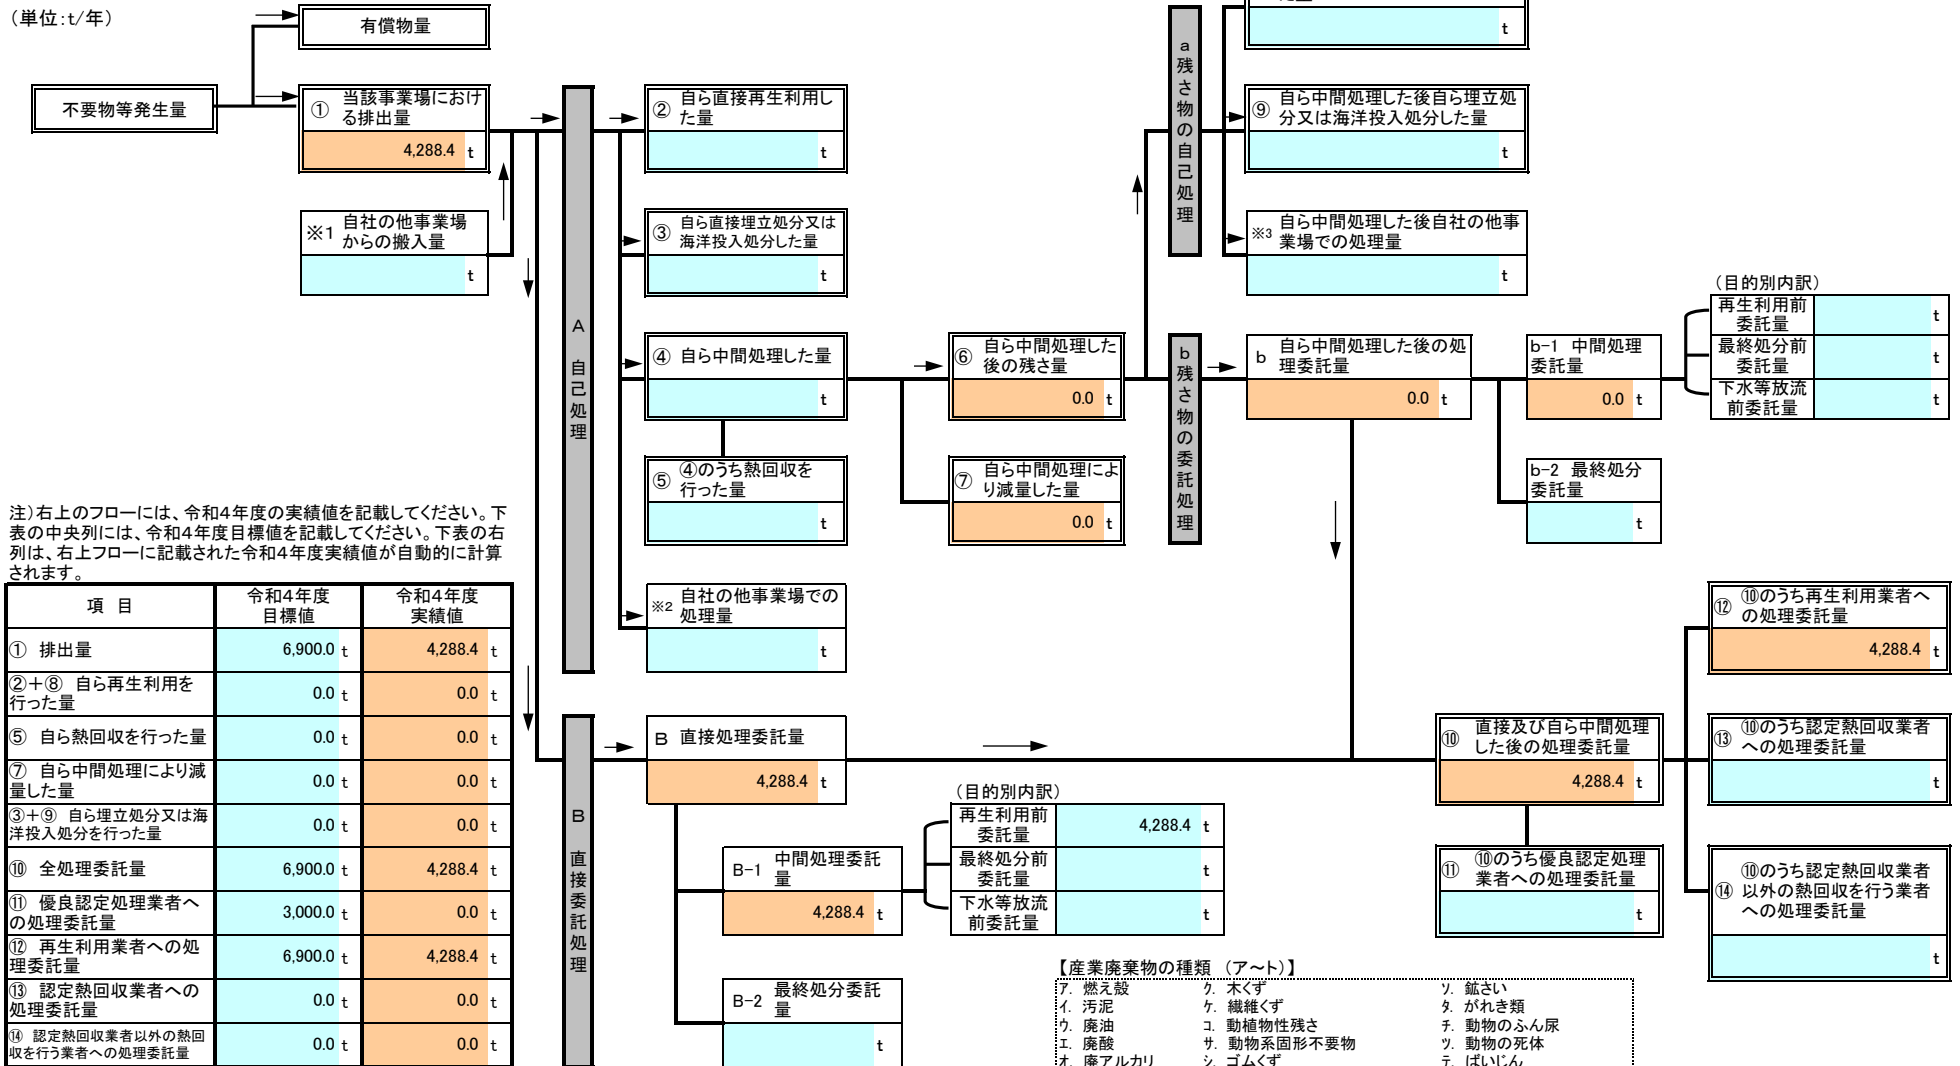 (単位:t/年)
有償物量
不要物等発生量
① 当該事業場におけ
る排出量
4,288.4 t
※1 自社の他事業場
からの搬入量
t
A 自己処理
② 自ら直接再生利用し
た量
t
③ 自ら直接埋立処分又は
海洋投入処分した量
t
④ 自ら中間処理した量
t
⑤ ④のうち熱回収を
行った量
t
※2 自社の他事業場での
処理量
t
⑥ 自ら中間処理した
後の残さ量
0.0 t
⑦ 自ら中間処理によ
り減量した量
0.0 t
a残さ物の自己処理
t
⑨ 自ら中間処理した後自ら埋立処
分又は海洋投入処分した量
t
※3 自ら中間処理した後自社の他事
業場での処理量
t
b残さ物の委託処理
b 自ら中間処理した後の処
理委託量
0.0 t
b-1 中間処理
委託量
0.0 t
b-2 最終処分
委託量
t
(目的別内訳)
再生利用前
委託量 t
最終処分前
委託量 t
下水等放流
前委託量 t
注)右上のフローには、令和4年度の実績値を記載してください。下
表の中央列には、令和4年度目標値を記載してください。下表の右
列は、右上フローに記載された令和4年度実績値が自動的に計算
されます。
項 目 令和4年度
目標値 令和4年度
実績値
① 排出量 6,900.0 t 4,288.4 t
②+⑧ 自ら再生利用を
行った量 0.0 t 0.0 t
⑤ 自ら熱回収を行った量 0.0 t 0.0 t
⑦ 自ら中間処理により減
量した量 0.0 t 0.0 t
③+⑨ 自ら埋立処分又は海
洋投入処分を行った量 0.0 t 0.0 t
⑩ 全処理委託量 6,900.0 t 4,288.4 t
⑪ 優良認定処理業者へ
の処理委託量 3,000.0 t 0.0 t
⑫ 再生利用業者への処
理委託量 6,900.0 t 4,288.4 t
⑬ 認定熱回収業者への
処理委託量 0.0 t 0.0 t
⑭ 認定熱回収業者以外の熱回
収を行う業者への処理委託量 0.0 t 0.0 t
B 直接委託処理
B 直接処理委託量
4,288.4 t
B-1 中間処理委託
量
4,288.4 t
B-2 最終処分委託
量
t
(目的別内訳)
再生利用前
委託量 4,288.4 t
最終処分前
委託量 t
下水等放流
前委託量 t
⑩ 直接及び自ら中間処理
した後の処理委託量
4,288.4 t
⑪ ⑩のうち優良認定処理
業者への処理委託量
t
⑫ ⑩のうち再生利用業者へ
の処理委託量
4,288.4 t
⑬ ⑩のうち認定熱回収業者
への処理委託量
t
⑭ ⑩のうち認定熱回収業者
以外の熱回収を行う業者
への処理委託量
t
【産業廃棄物の種類 (ア~ト)】
ア. 燃え殻 ク. 木くず ソ. 鉱さい
イ. 汚泥 ケ. 繊維くず タ. がれき類
ウ. 廃油 コ. 動植物性残さ チ. 動物のふん尿
エ. 廃酸 サ. 動物系固形不要物 ツ. 動物の死体
オ. 廃アルカリ シ. ゴムくず テ. ばいじん